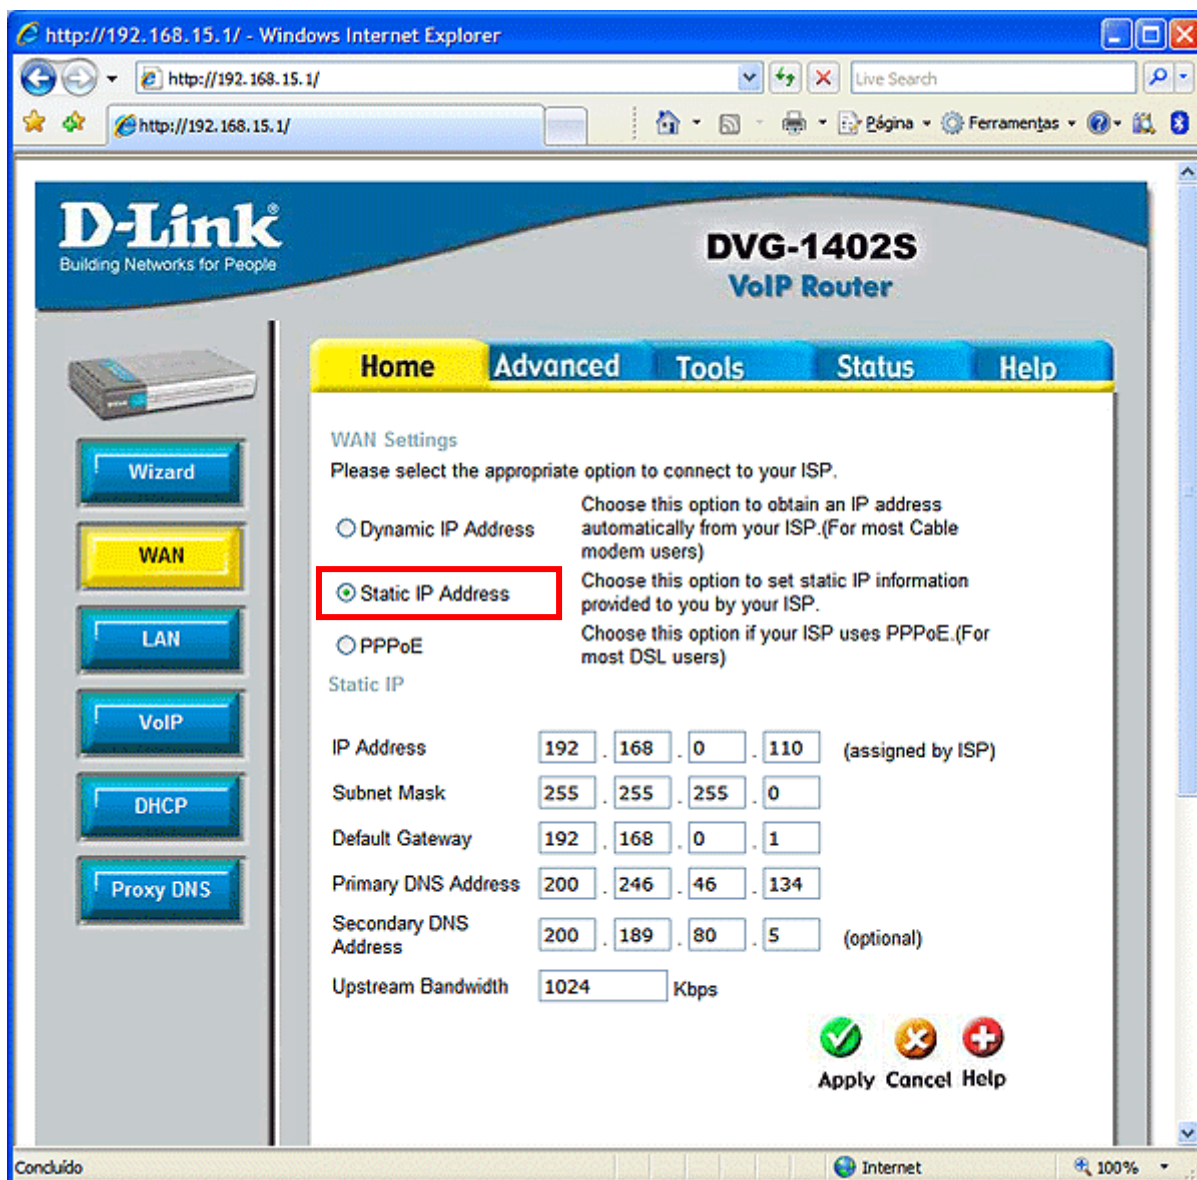 http://192.168.15.1/ - Windows Internet Explorer
http://192.168.15.1/
Live Search
http://192.168.15.1/
Página
Ferramentas
D-Link®
Building Networks for People
DVG-1402S
VoIP Router
Home
Advanced
Tools
Status
Help
Wizard
WAN
LAN
VoIP
DHCP
Proxy DNS
WAN Settings
Please select the appropriate option to connect to your ISP.
Dynamic IP Address
Choose this option to obtain an IP address
automatically from your ISP.(For most Cable
modem users)
Static IP Address
Choose this option to set static IP information
provided to you by your ISP.
PPPoE
Choose this option if your ISP uses PPPoE.(For
most DSL users)
Static IP
IP Address 192 . 168 . 0 . 110 (assigned by ISP)
Subnet Mask 255 . 255 . 255 . 0
Default Gateway 192 . 168 . 0 . 1
Primary DNS Address 200 . 246 . 46 . 134
Secondary DNS
Address
200 . 189 . 80 . 5 (optional)
Upstream Bandwidth 1024 Kbps
Apply Cancel Help
Concluído
Internet
100%